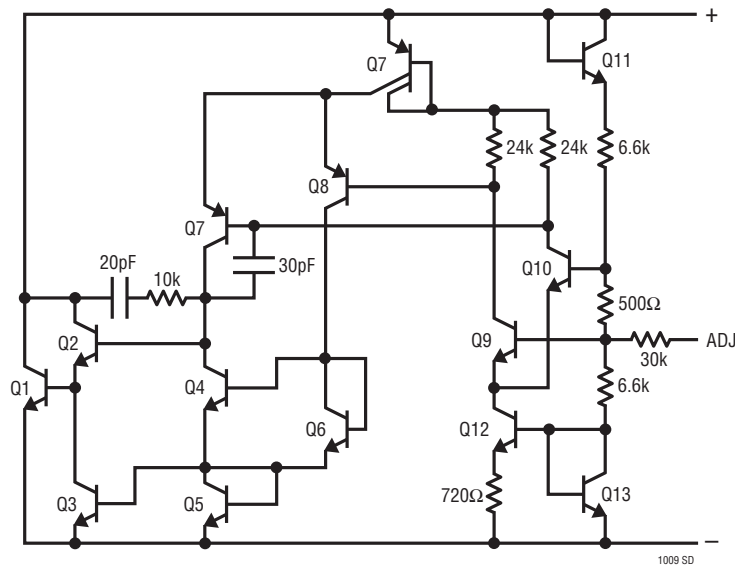 +
Q11
Q7
24k
24k
6.6k
Q8
Q7
20pF
10k
30pF
Q10
500Ω
Q2
Q9
ADJ
30k
Q1
Q4
6.6k
Q6
Q12
Q3
Q5
720Ω
Q13
−
1009 SD